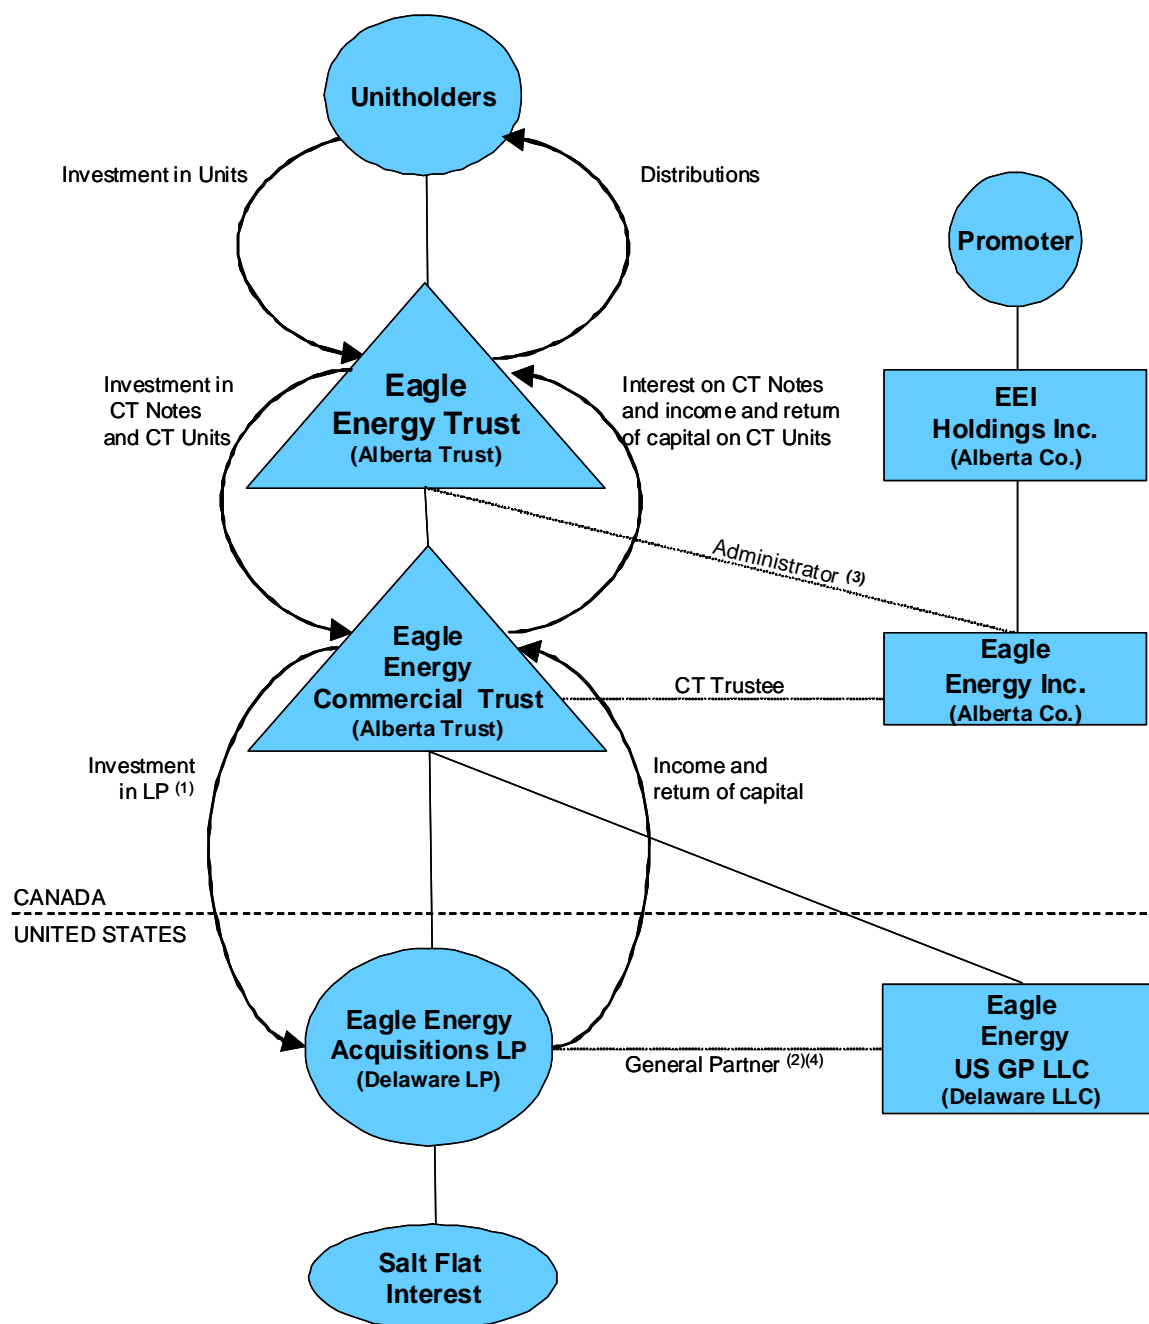 Unitholders
Investment in Units
Distributions
Promoter
Eagle
Energy Trust
(Alberta Trust)
Investment in
CT Notes
and CT Units
Interest on CT Notes
and income and return
of capital on CT Units
EEI
Holdings Inc.
(Alberta Co.)
Administrator (3)
Eagle
Energy
Commercial Trust
(Alberta Trust)
CT Trustee
Eagle
Energy Inc.
(Alberta Co.)
Investment
in LP (1)
Income and
return of capital
CANADA
UNITED STATES
Eagle Energy
Acquisitions LP
(Delaware LP)
General Partner (2)(4)
Eagle
Energy
US GP LLC
(Delaware LLC)
Salt Flat
Interest